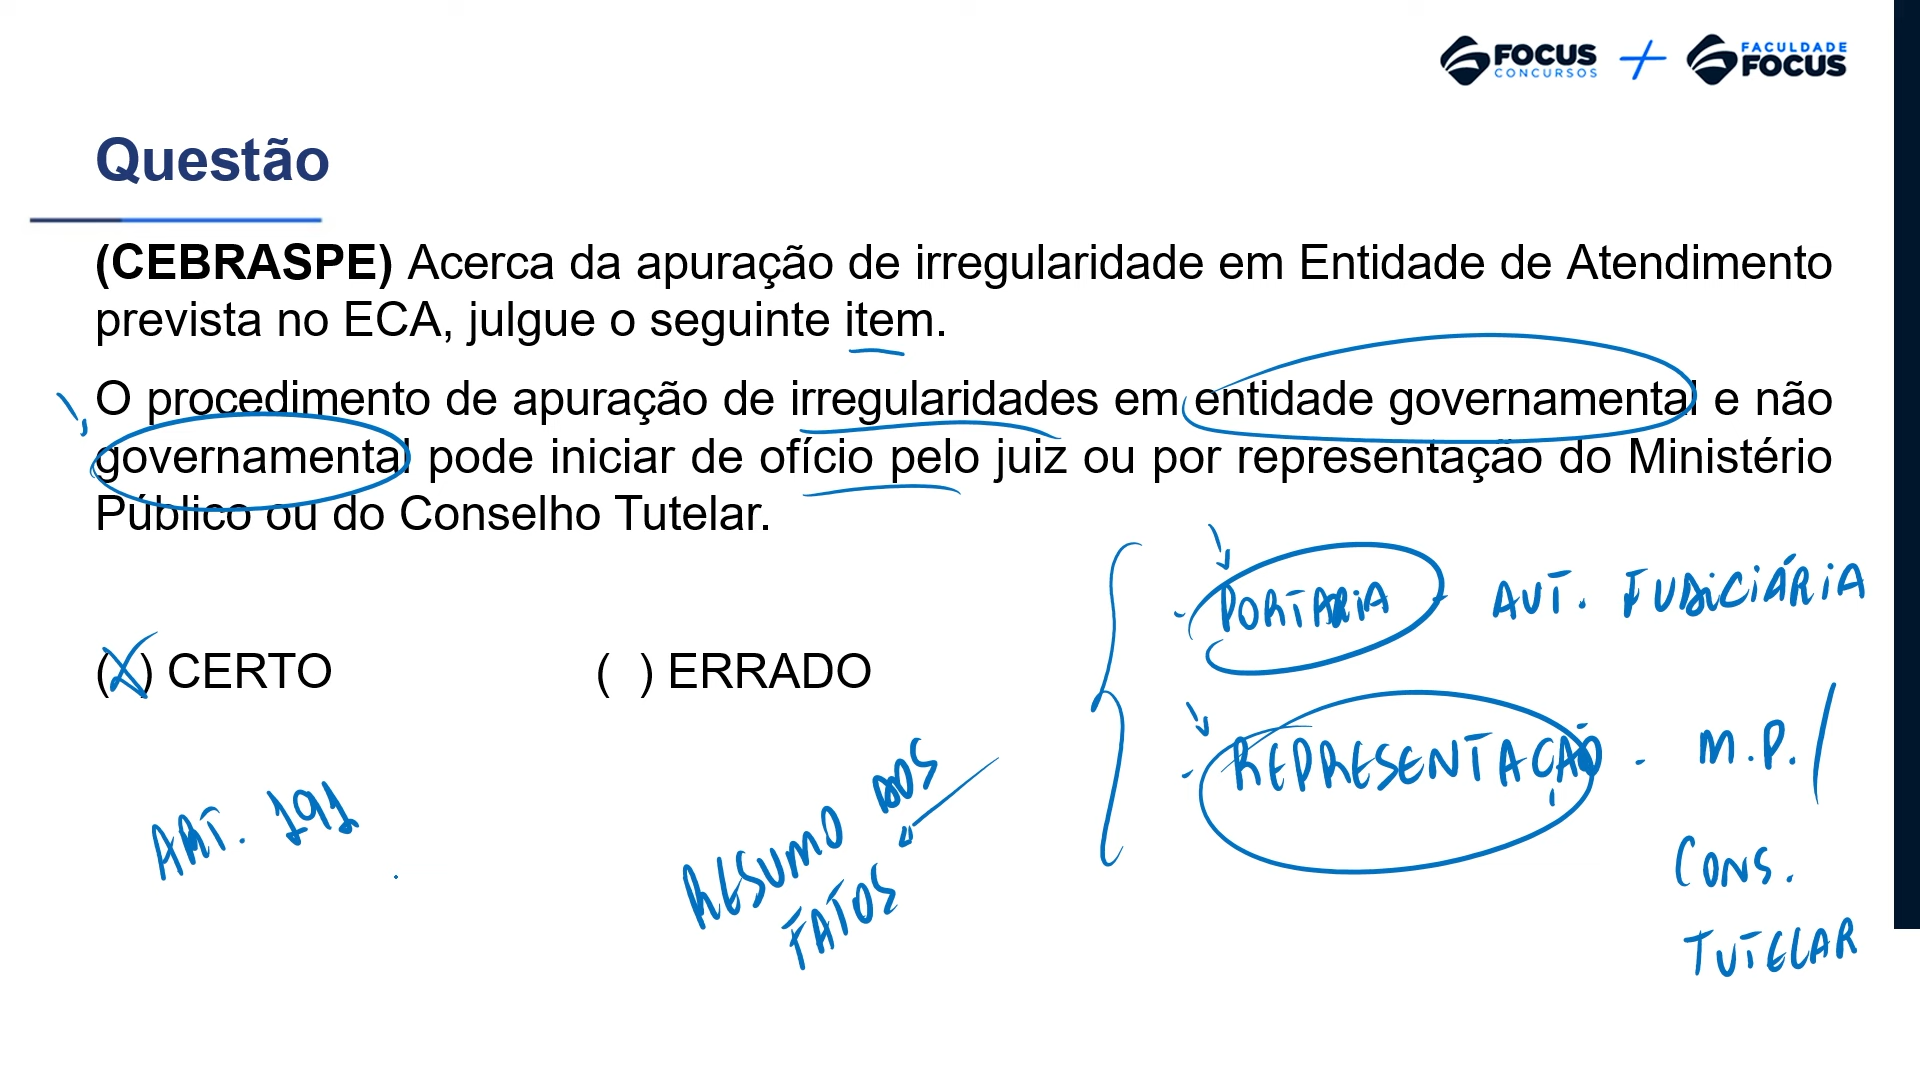 FOCUS
CONCURSOS
FACULDADE
FOCUS
Questão
(CEBRASPE) Acerca da apuração de irregularidade em Entidade de Atendimento
prevista no ECA, julgue o seguinte item.
O procedimento de apuração de irregularidades em entidade governamental e não
governamental pode iniciar de ofício pelo juiz ou por representação do Ministério
Público ou do Conselho Tutelar.
- PORTARIA - AUT. JUDICIÁRIA
(X) CERTO ( ) ERRADO
- REPRESENTAÇÃO - M.P./
CONS.
TUTELAR
ART. 191
RESUMO DOS
FATOS